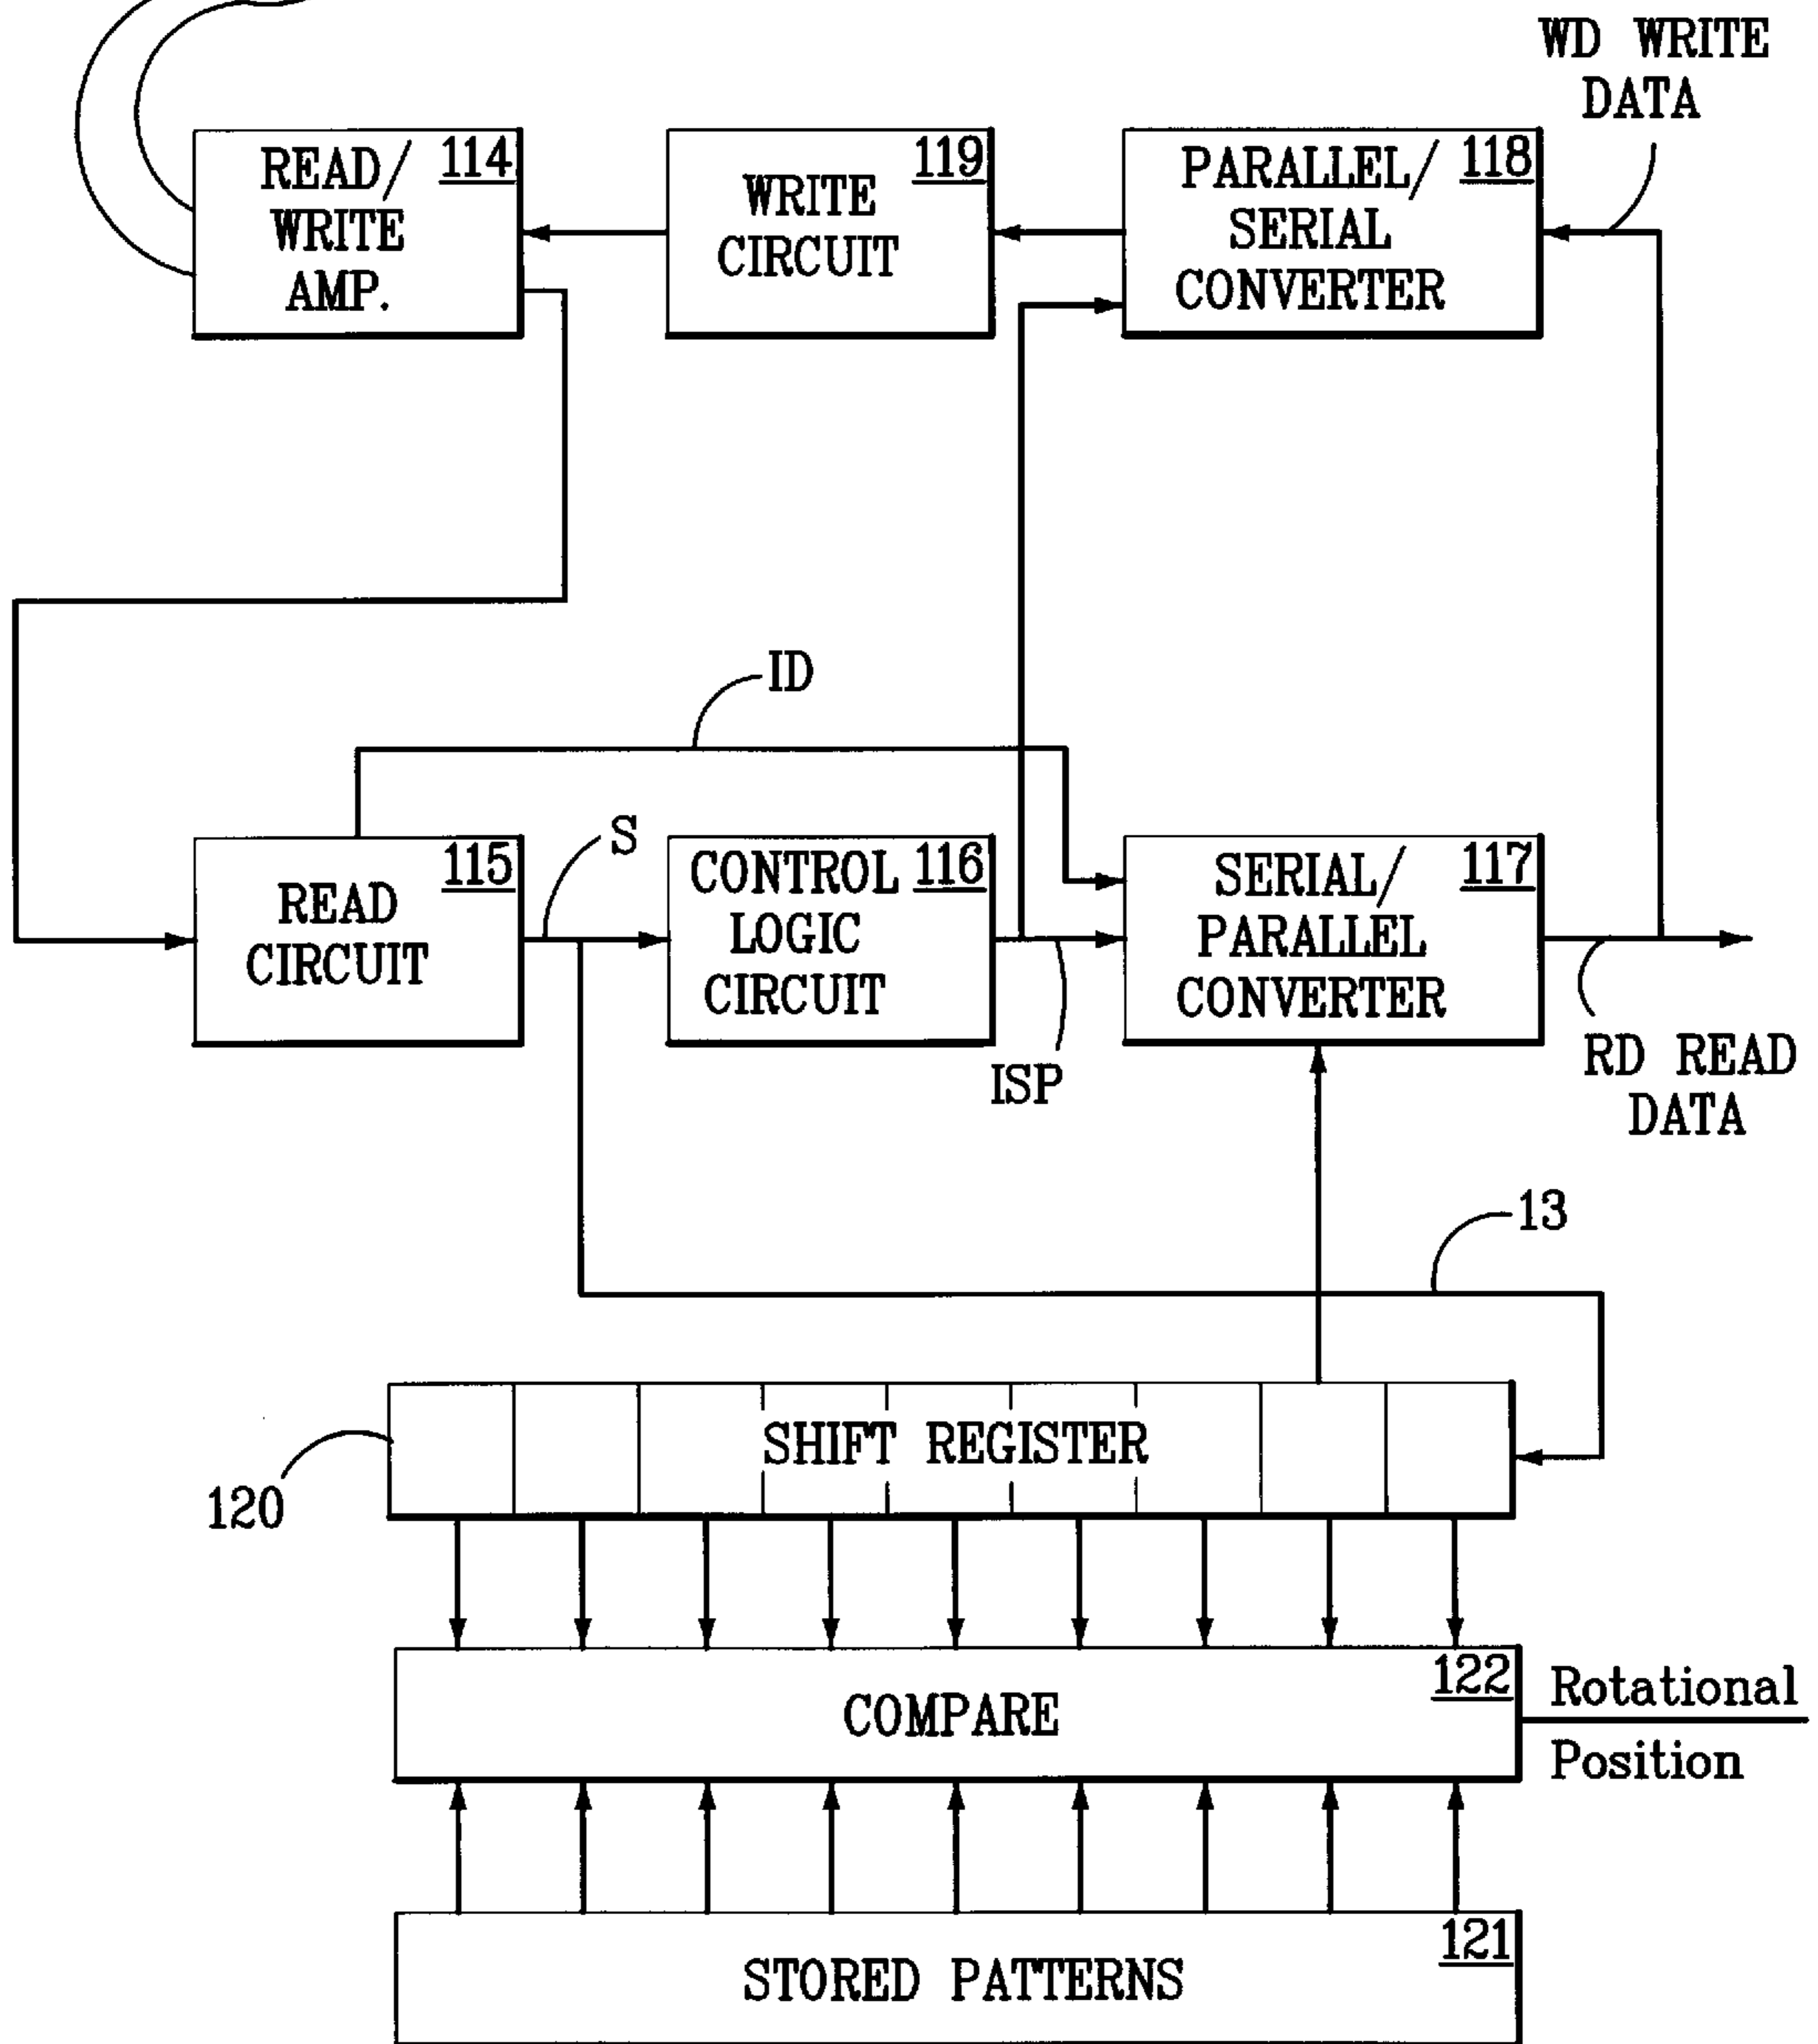 WD WRITE
DATA
READ/ 114
WRITE
AMP.
119
WRITE
CIRCUIT
PARALLEL/ 118
SERIAL
CONVERTER
ID
S
115
READ
CIRCUIT
CONTROL 116
LOGIC
CIRCUIT
SERIAL/ 117
PARALLEL
CONVERTER
ISP
RD READ
DATA
13
SHIFT REGISTER
120
122
COMPARE
Rotational
Position
121
STORED PATTERNS